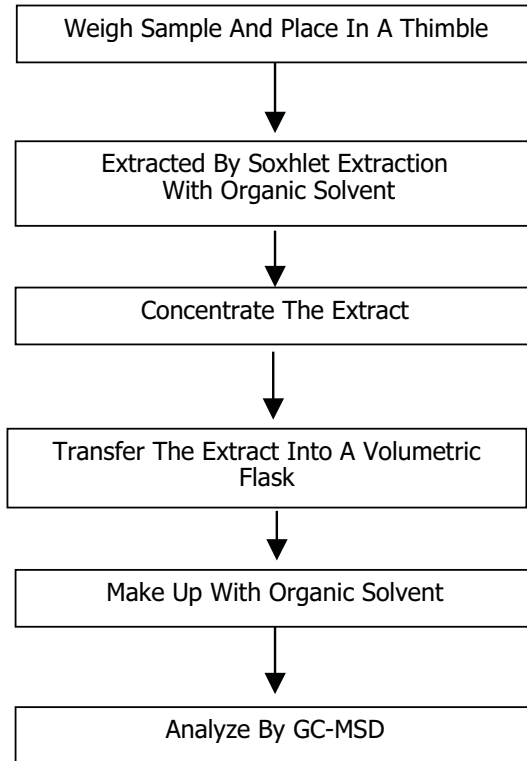 Weigh Sample And Place In A Thimble
Extracted By Soxhlet Extraction
With Organic Solvent
Concentrate The Extract
Transfer The Extract Into A Volumetric
Flask
Make Up With Organic Solvent
Analyze By GC-MSD